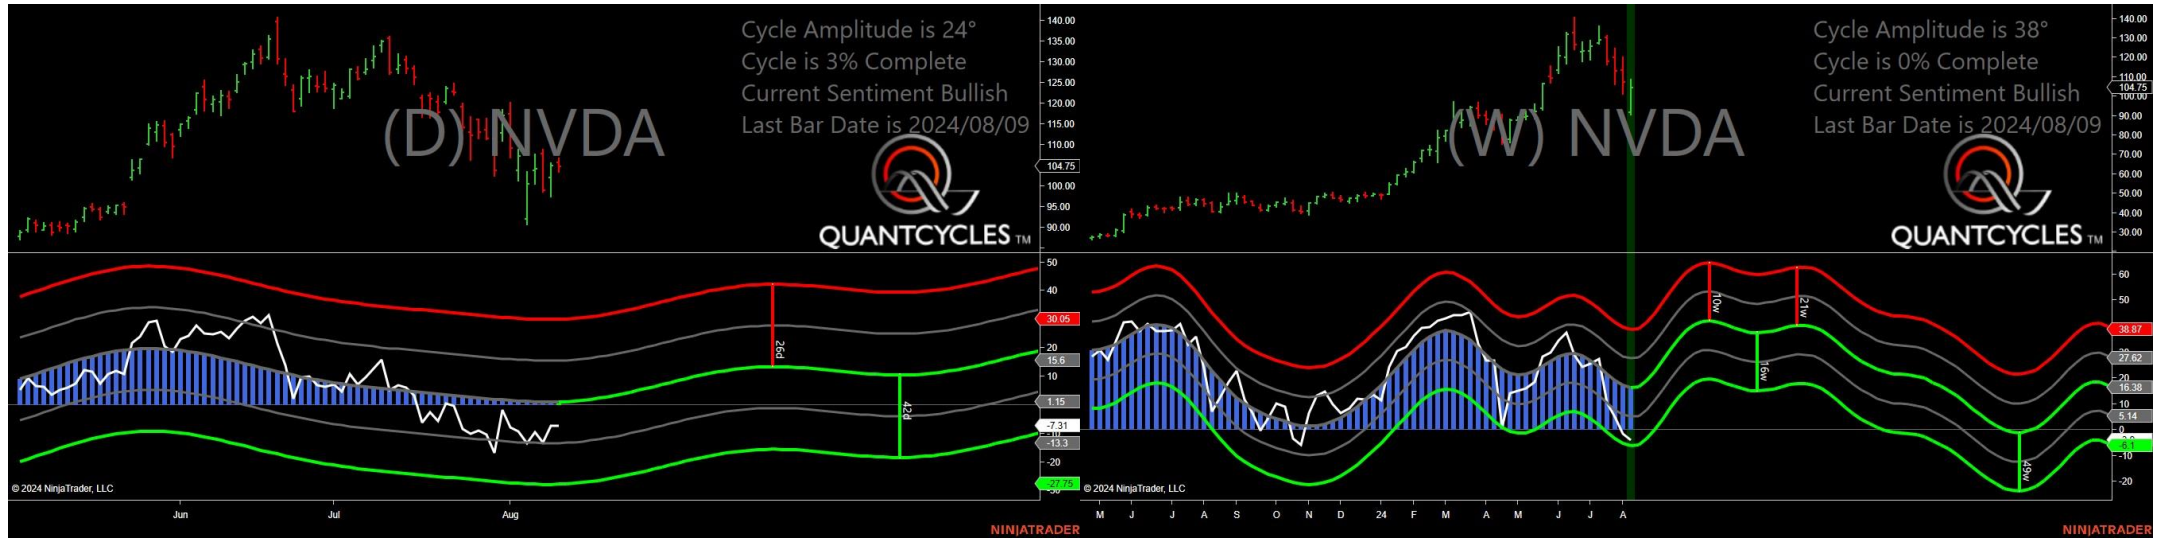 Cycle Amplitude is 24°
Cycle is 3% Complete
Current Sentiment Bullish
Last Bar Date is 2024/08/09
(D) NVDA
QUANTCYCLES TM
140.00
135.00
130.00
125.00
120.00
115.00
110.00
104.75
100.00
95.00
90.00
50
40
30.05
20
15.6
10
1.15
-7.31
-13.3
-20
-27.75
26d
42d
© 2024 NinjaTrader, LLC
Jun Jul Aug
NINJATRADER
Cycle Amplitude is 38°
Cycle is 0% Complete
Current Sentiment Bullish
Last Bar Date is 2024/08/09
(W) NVDA
QUANTCYCLES TM
140.00
130.00
120.00
110.00
104.75
100.00
90.00
80.00
70.00
60.00
50.00
40.00
30.00
60
50
38.87
27.62
20
16.38
10
5.14
0
-6.1
-10
-20
10w
21w
16w
49w
© 2024 NinjaTrader, LLC
M J J A S O N D 24 F M A M J J A
NINJATRADER